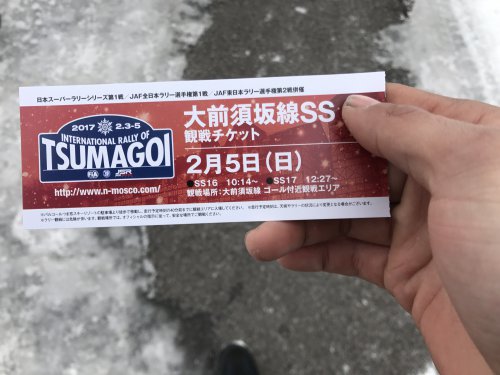 日本スーパーラリーシリーズ第1戦／JAF全日本ラリー選手権第1戦／JAF東日本ラリー選手権第2戦併催
2017 2.3-5
INTERNATIONAL RALLY OF
TSUMAGOI
FIA
http://www.n-mosco.com/
大前須坂線SS
観戦チケット
2月5日(日)
●SS16 10:14～ ●SS17 12:27～
観戦場所:大前須坂線 ゴール付近観戦エリア